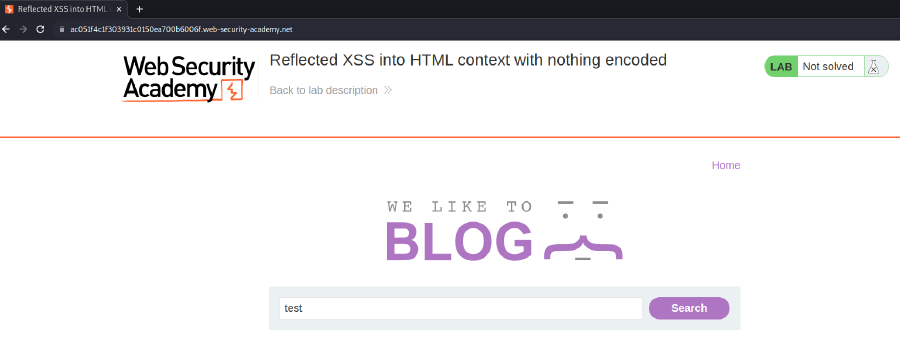 Reflected XSS into HTML
ac051f4c1f303931c0150ea700b6006f.web-security-academy.net
Web Security
Academy
Reflected XSS into HTML context with nothing encoded
Back to lab description
LAB Not solved
Home
WE LIKE TO
BLOG
test
Search